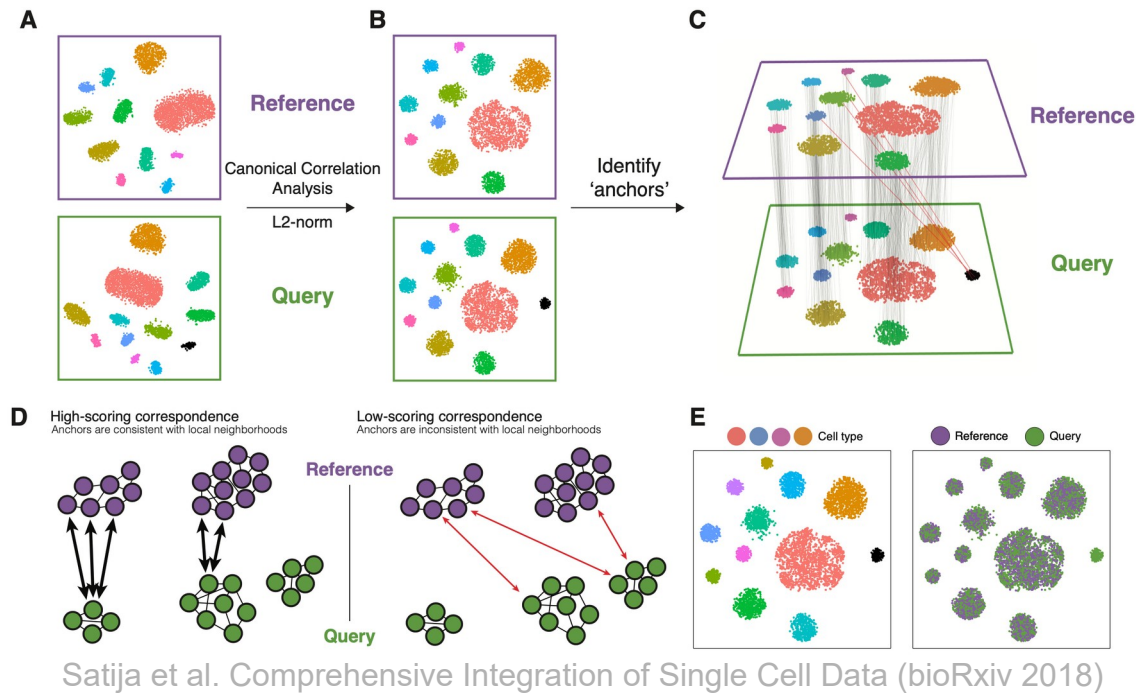 A
B
C
Reference
Canonical Correlation
Analysis
L2-norm
Query
Identify
‘anchors’
Reference
Query
D
High-scoring correspondence
Anchors are consistent with local neighborhoods
Low-scoring correspondence
Anchors are inconsistent with local neighborhoods
Reference
Query
E
Cell type
Reference
Query
Satija et al. Comprehensive Integration of Single Cell Data (bioRxiv 2018)